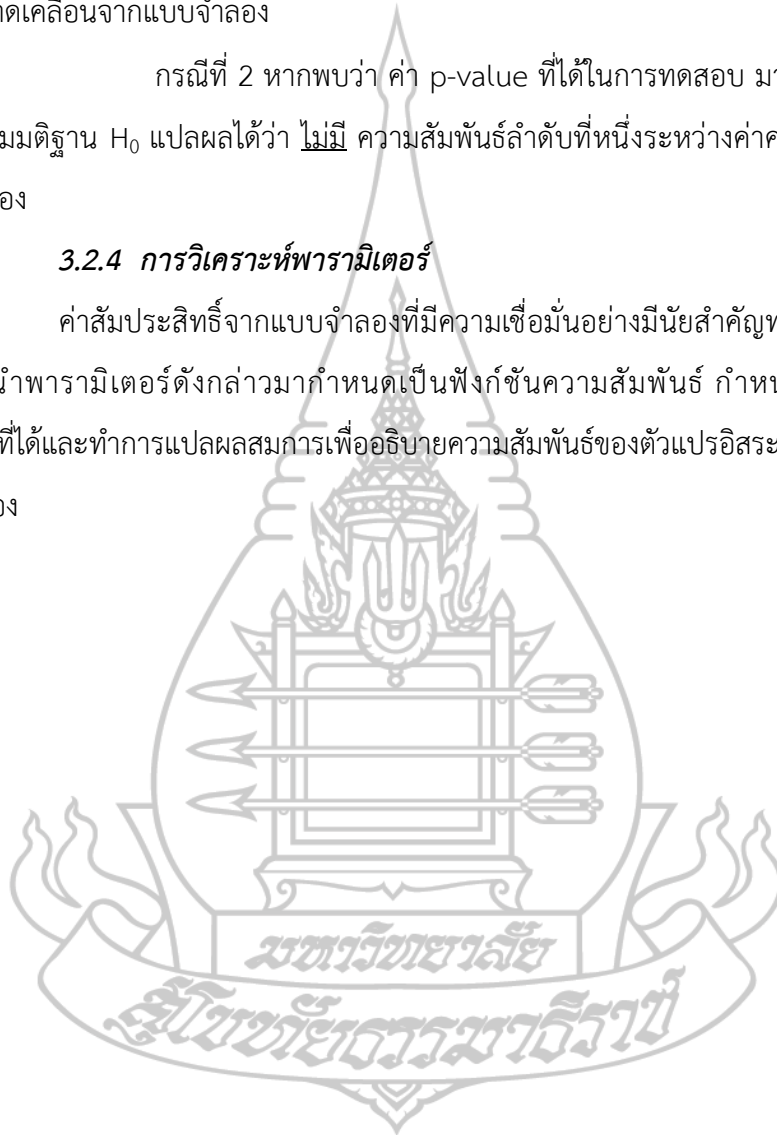 าดเคลื่อนจากแบบจำลอง
กรณีที่ 2 หากพบว่า ค่า p-value ที่ได้ในการทดสอบ มา
มมติฐาน H₀ แปลผลได้ว่า ไม่มี ความสัมพันธ์ลำดับที่หนึ่งระหว่างค่าค
อง
3.2.4 การวิเคราะห์พารามิเตอร์
ค่าสัมประสิทธิ์จากแบบจำลองที่มีความเชื่อมั่นอย่างมีนัยสำคัญท
นำพารามิเตอร์ดังกล่าวมากำหนดเป็นฟังก์ชันความสัมพันธ์ กำหน
ที่ได้และทำการแปลผลสมการเพื่ออธิบายความสัมพันธ์ของตัวแปรอิสระ
อง
มหาวิทยาลัย
สุโขทัยธรรมาธิราช